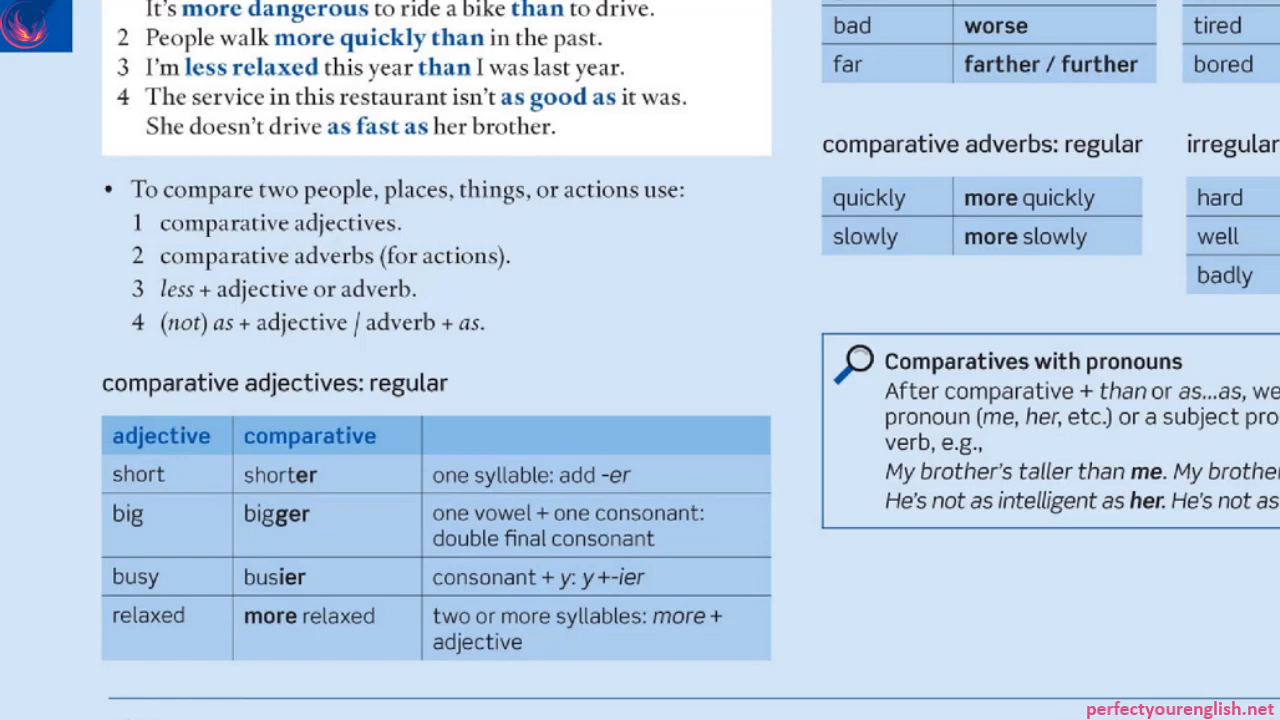 It's more dangerous to ride a bike than to drive.
2 People walk more quickly than in the past.
3 I'm less relaxed this year than I was last year.
4 The service in this restaurant isn't as good as it was.
She doesn't drive as fast as her brother.
• To compare two people, places, things, or actions use:
1 comparative adjectives.
2 comparative adverbs (for actions).
3 less + adjective or adverb.
4 (not) as + adjective / adverb + as.
comparative adjectives: regular
adjective comparative
short shorter one syllable: add -er
big bigger one vowel + one consonant:
double final consonant
busy busier consonant + y: y +-ier
relaxed more relaxed two or more syllables: more +
adjective
bad worse
far farther / further
tired
bored
comparative adverbs: regular
quickly more quickly
slowly more slowly
irregular
hard
well
badly
Comparatives with pronouns
After comparative + than or as...as, we
pronoun (me, her, etc.) or a subject pro
verb, e.g.,
My brother's taller than me. My brother
He's not as intelligent as her. He's not as
perfectyourenglish.net